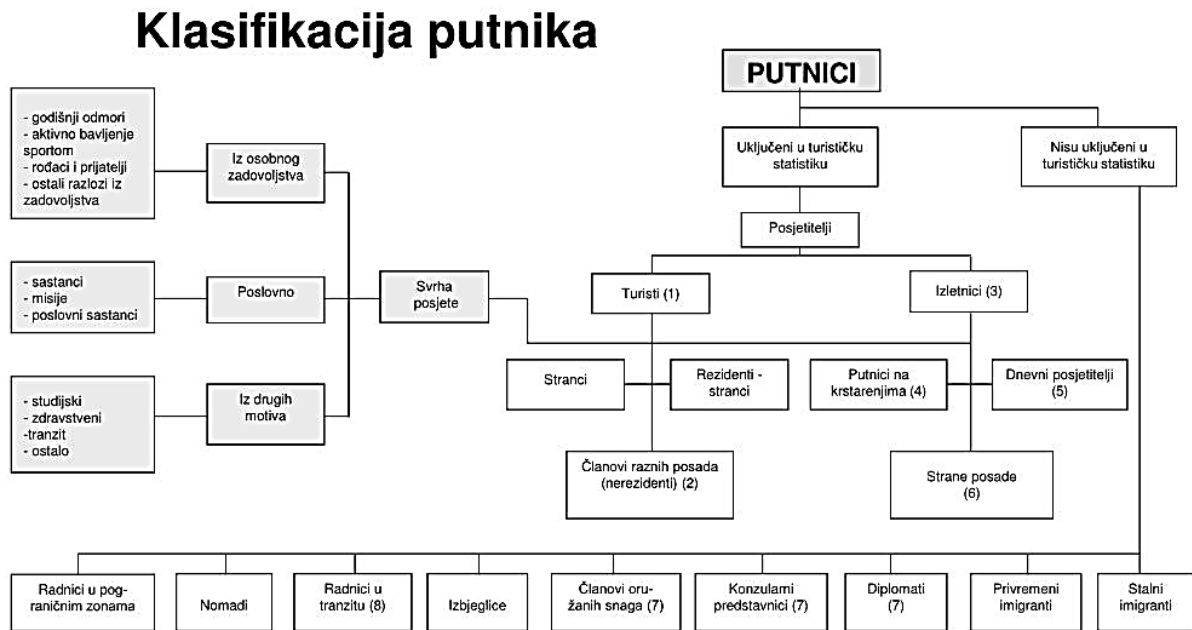 Klasifikacija putnika
PUTNICI
- godišnji odmori
- aktivno bavljenje
sportom
- rođaci i prijatelji
- ostali razlozi iz
zadovoljstva
Iz osobnog
zadovoljstva
Uključeni u turističku
statistiku
Nisu uključeni u
turističku statistiku
Posjetitelji
- sastanci
- misije
- poslovni sastanci
Poslovno
Svrha
posjete
Turisti (1)
Izletnici (3)
Stranci
Rezidenti -
stranci
Putnici na
krstarenjima (4)
Dnevni posjetitelji
(5)
- studijski
- zdravstveni
-tranzit
- ostalo
Iz drugih
motiva
Članovi raznih posada
(nerezidenti) (2)
Strane posade
(6)
Radnici u pog-
raničnim zonama
Nomadi
Radnici u
tranzitu (8)
Izbjeglice
Članovi oru-
žanih snaga (7)
Konzularni
predstavnici (7)
Diplomati
(7)
Privremeni
imigranti
Stalni
imigranti